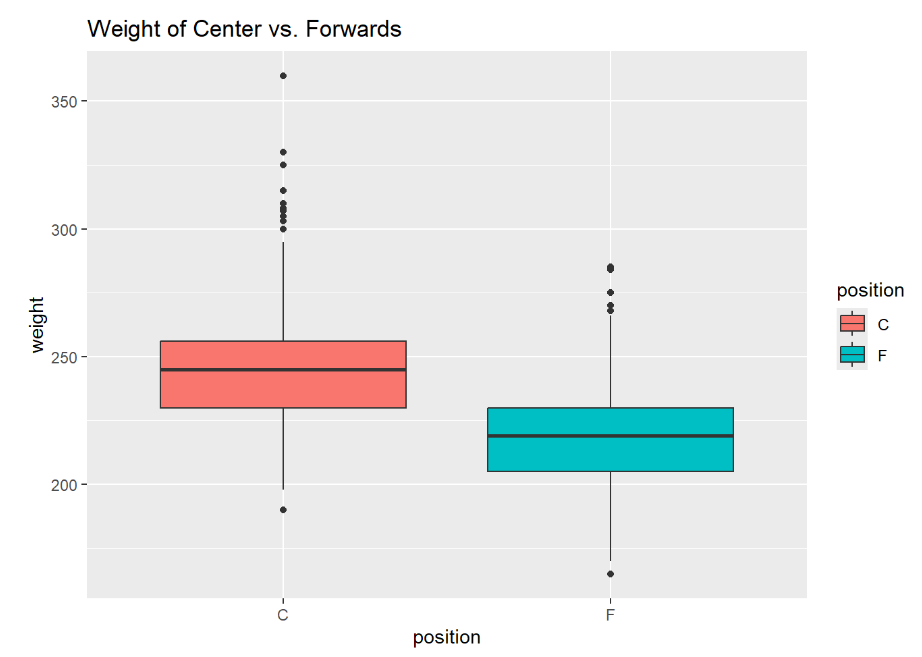 Weight of Center vs. Forwards
350
300
250
200
weight
C
F
position
position
C
F